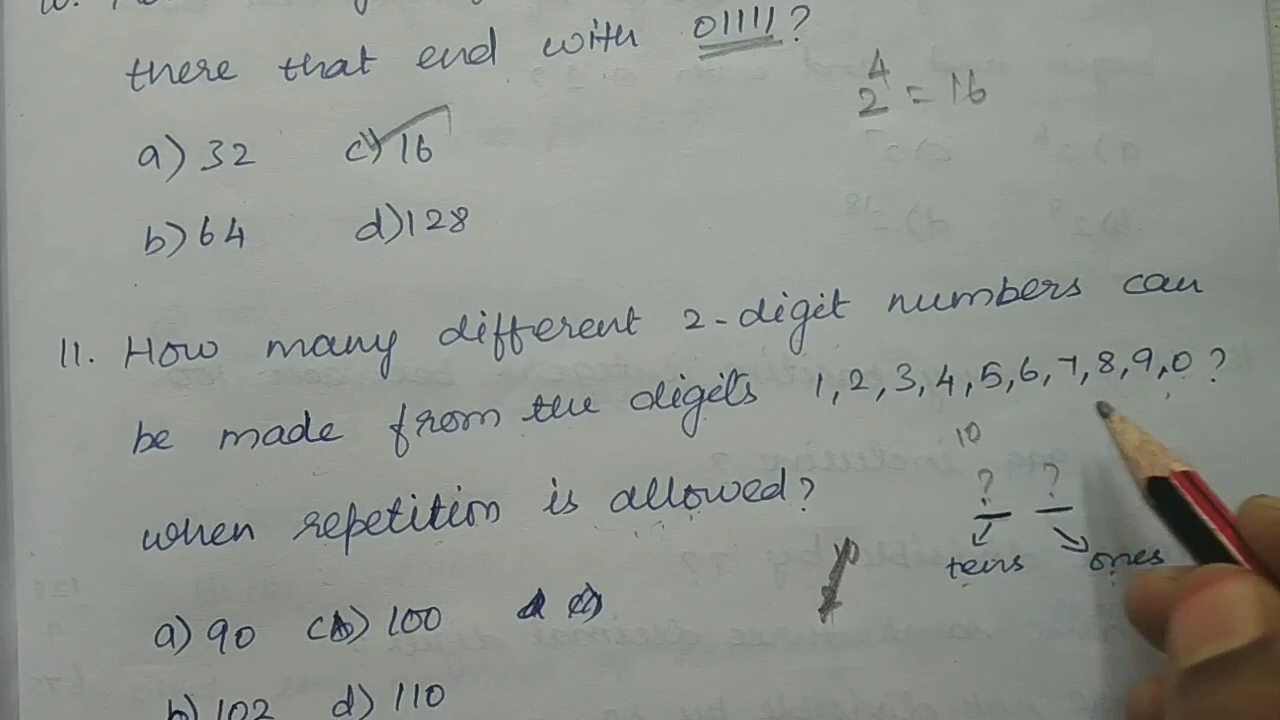 there that end with 01111?
4
2 = 16
a) 32 c) 16
b) 64 d) 128
11. How many different 2-digit numbers can
be made from the digits 1,2,3,4,5,6,7,8,9,0?
10
when repetition is allowed?
? ?
tens ones
a) 90 c) 100
b) 102 d) 110